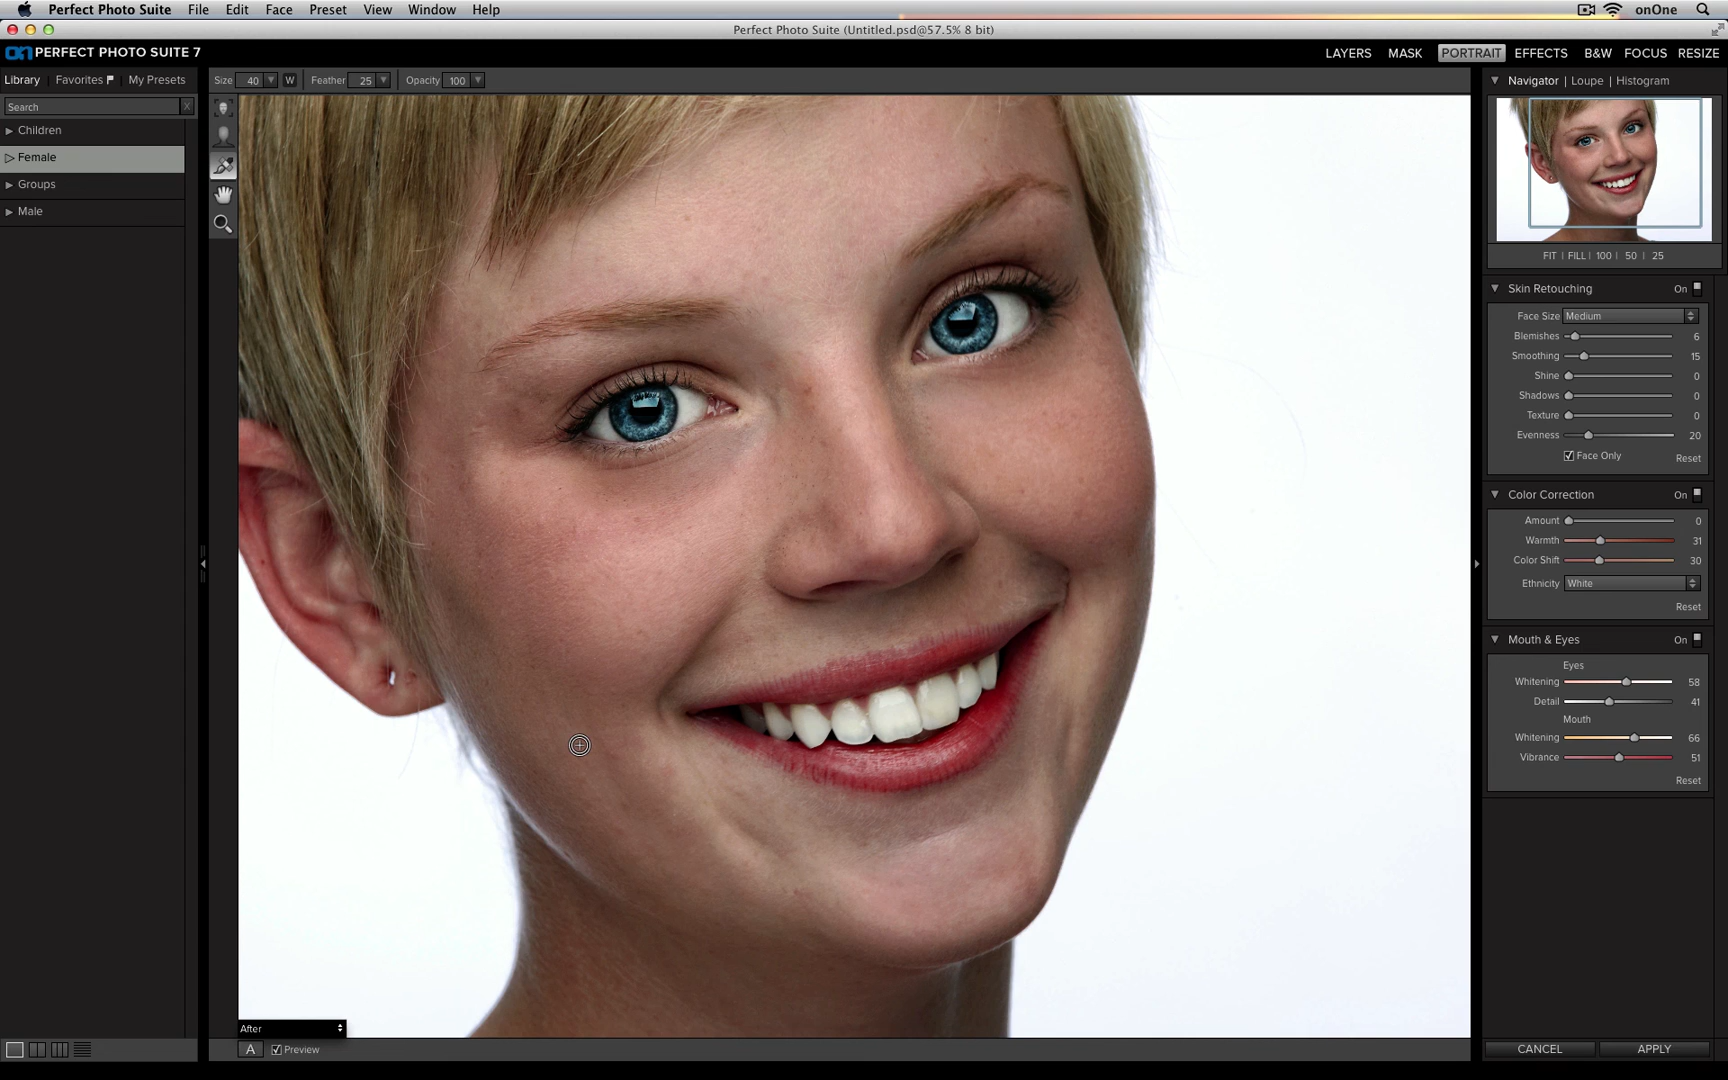 Perfect Photo Suite File Edit Face Preset View Window Help onOne
Perfect Photo Suite (Untitled.psd@57.5% 8 bit)
on PERFECT PHOTO SUITE 7 LAYERS MASK PORTRAIT EFFECTS B&W FOCUS RESIZE
Library Favorites My Presets
Size 40 W Feather 25 Opacity 100
Navigator | Loupe | Histogram
Search X
Children
Female
Groups
Male
FIT | FILL | 100 | 50 | 25
Skin Retouching On
Face Size Medium
Blemishes 6
Smoothing 15
Shine 0
Shadows 0
Texture 0
Evenness 20
Face Only Reset
Color Correction On
Amount 0
Warmth 31
Color Shift 30
Ethnicity White
Reset
Mouth & Eyes On
Eyes
Whitening 58
Detail 41
Mouth
Whitening 66
Vibrance 51
Reset
After
A Preview
CANCEL APPLY